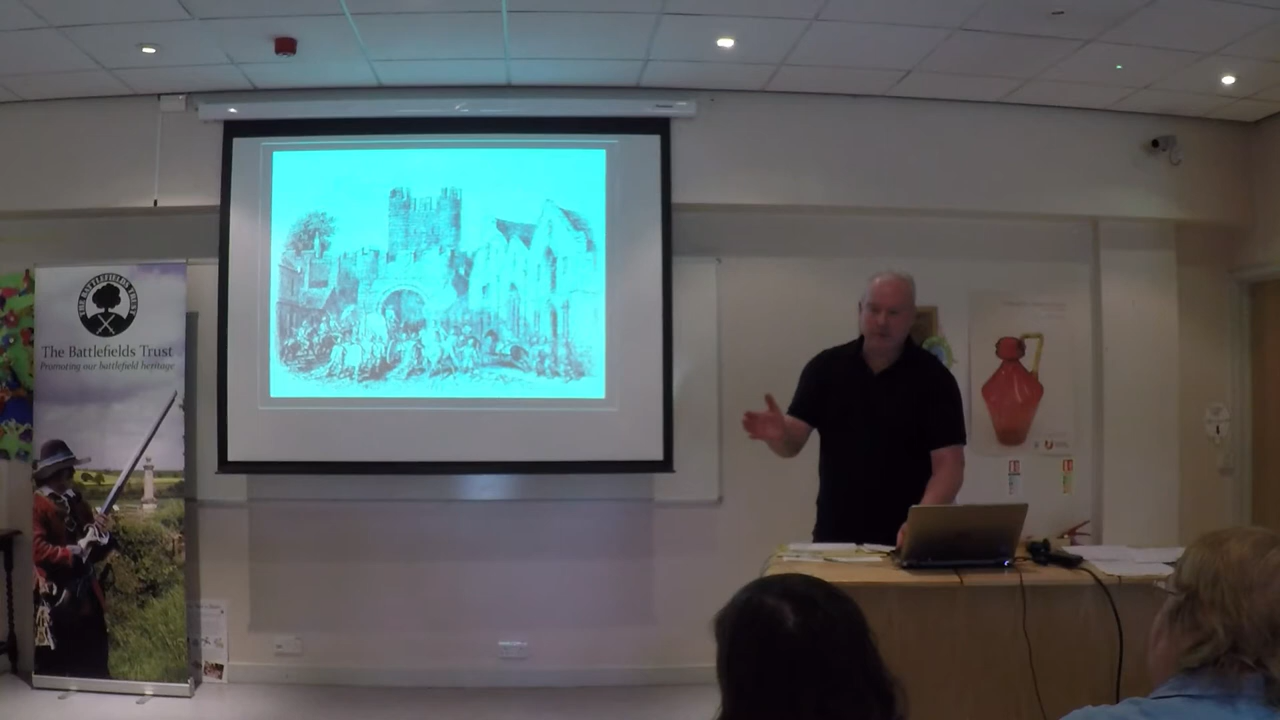 THE BATTLEFIELDS TRUST
The Battlefields Trust
Promoting our battlefield heritage